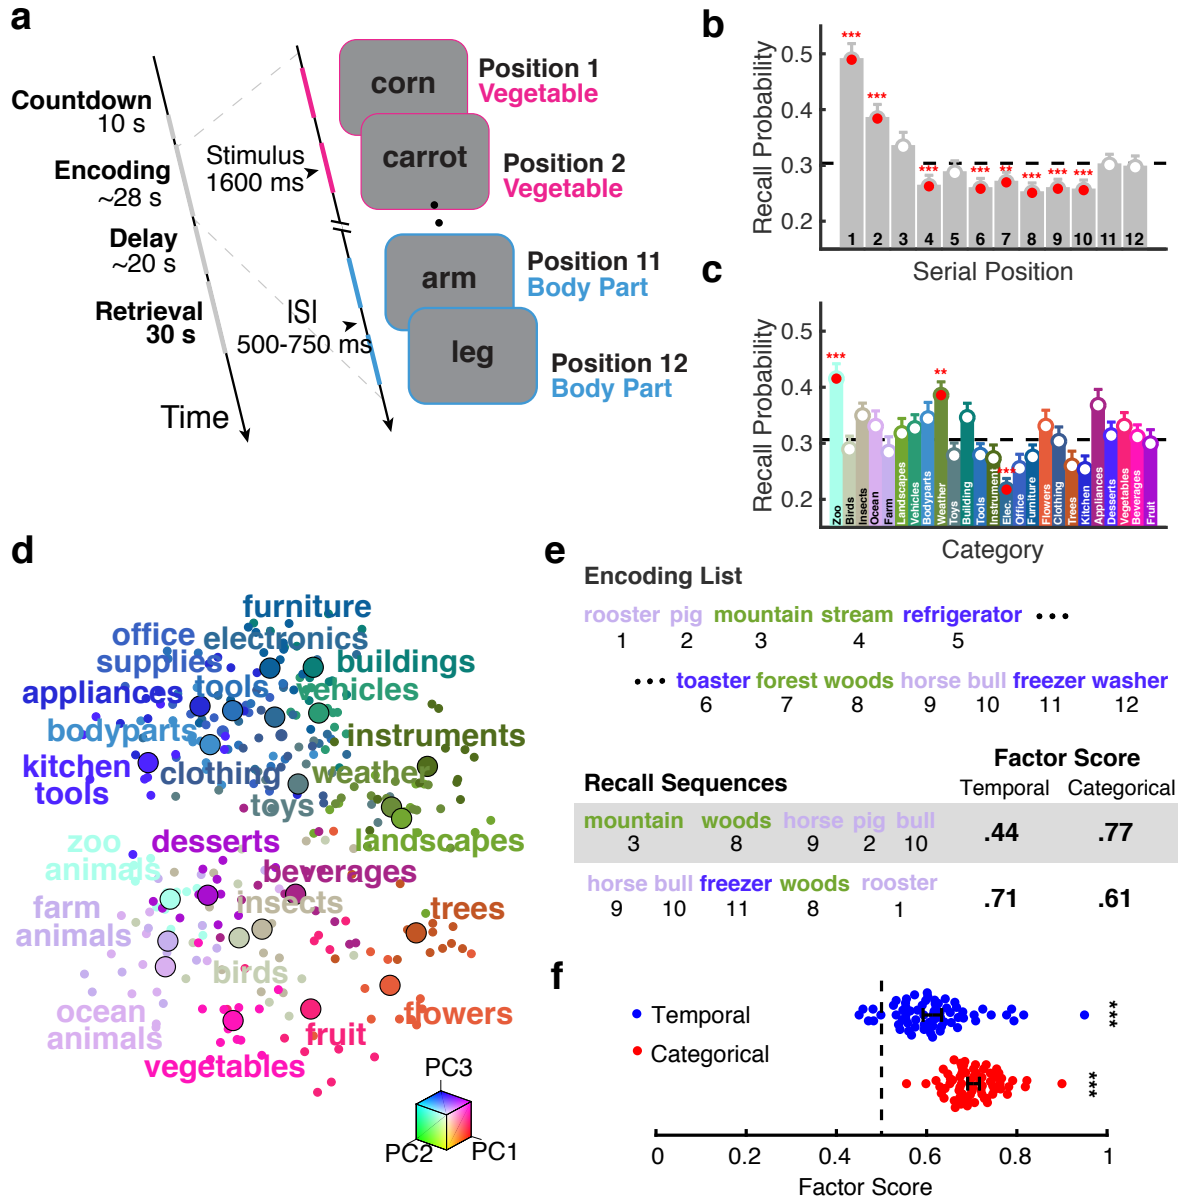 a
Countdown
10 s
Encoding
~28 s
Delay
~20 s
Retrieval
30 s
Time
Stimulus
1600 ms
ISI
500-750 ms
corn
Position 1
Vegetable
carrot
Position 2
Vegetable
arm
Position 11
Body Part
leg
Position 12
Body Part
b
Recall Probability
0.5
0.4
0.3
0.2
***
***
***
**
***
***
***
***
1 2 3 4 5 6 7 8 9 10 11 12
Serial Position
c
Recall Probability
0.5
0.4
0.3
0.2
***
**
***
Zoo
Birds
Insects
Ocean
Farm
Landscapes
Vehicles
Bodyparts
Weather
Toys
Building
Tools
Instrument
Elec.
Office
Furniture
Flowers
Clothing
Trees
Kitchen
Appliances
Desserts
Vegetables
Beverages
Fruit
Category
d
furniture
office electronics
supplies buildings
appliances tools vehicles
bodyparts instruments
kitchen clothing weather
tools toys
landscapes
zoo desserts
animals beverages
farm insects trees
animals
birds
ocean flowers
animals fruit
vegetables
PC3
PC2 PC1
e
Encoding List
rooster pig mountain stream refrigerator ...
1 2 3 4 5
... toaster forest woods horse bull freezer washer
6 7 8 9 10 11 12
Factor Score
Recall Sequences Temporal Categorical
mountain woods horse pig bull .44 .77
3 8 9 2 10
horse bull freezer woods rooster .71 .61
9 10 11 8 1
f
Temporal
Categorical
***
***
0 0.2 0.4 0.6 0.8 1
Factor Score